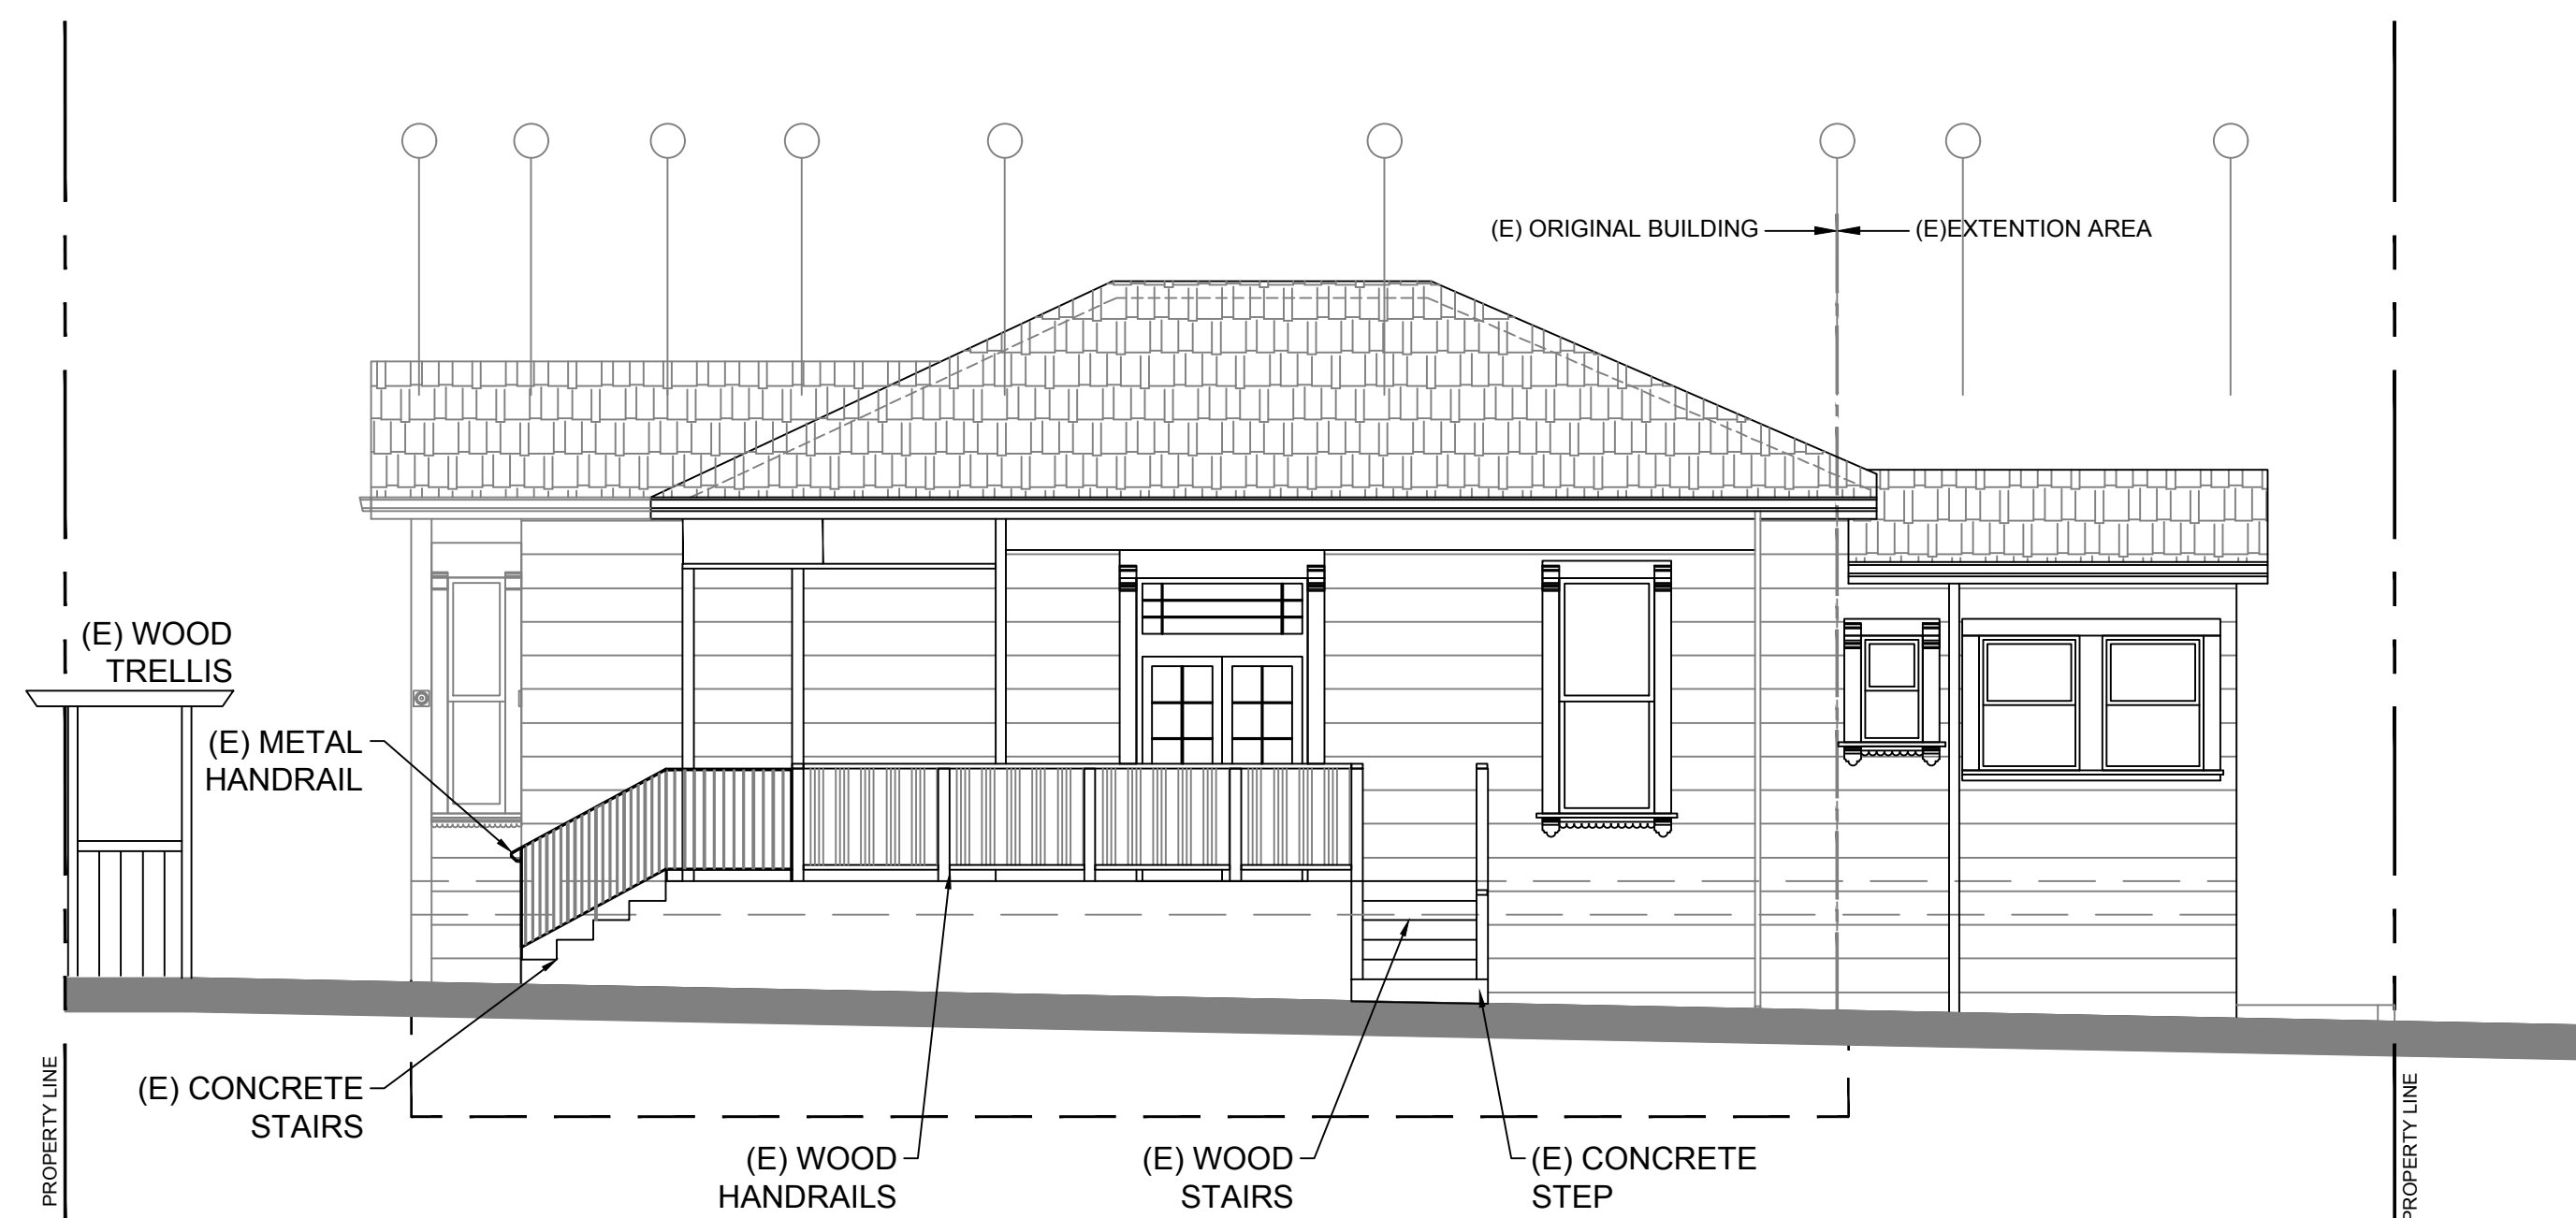 (E) ORIGINAL BUILDING
(E)EXTENTION AREA
(E) WOOD
TRELLIS
(E) METAL
HANDRAIL
(E) CONCRETE
STAIRS
(E) WOOD
HANDRAILS
(E) WOOD
STAIRS
(E) CONCRETE
STEP
PROPERTY LINE
PROPERTY LINE